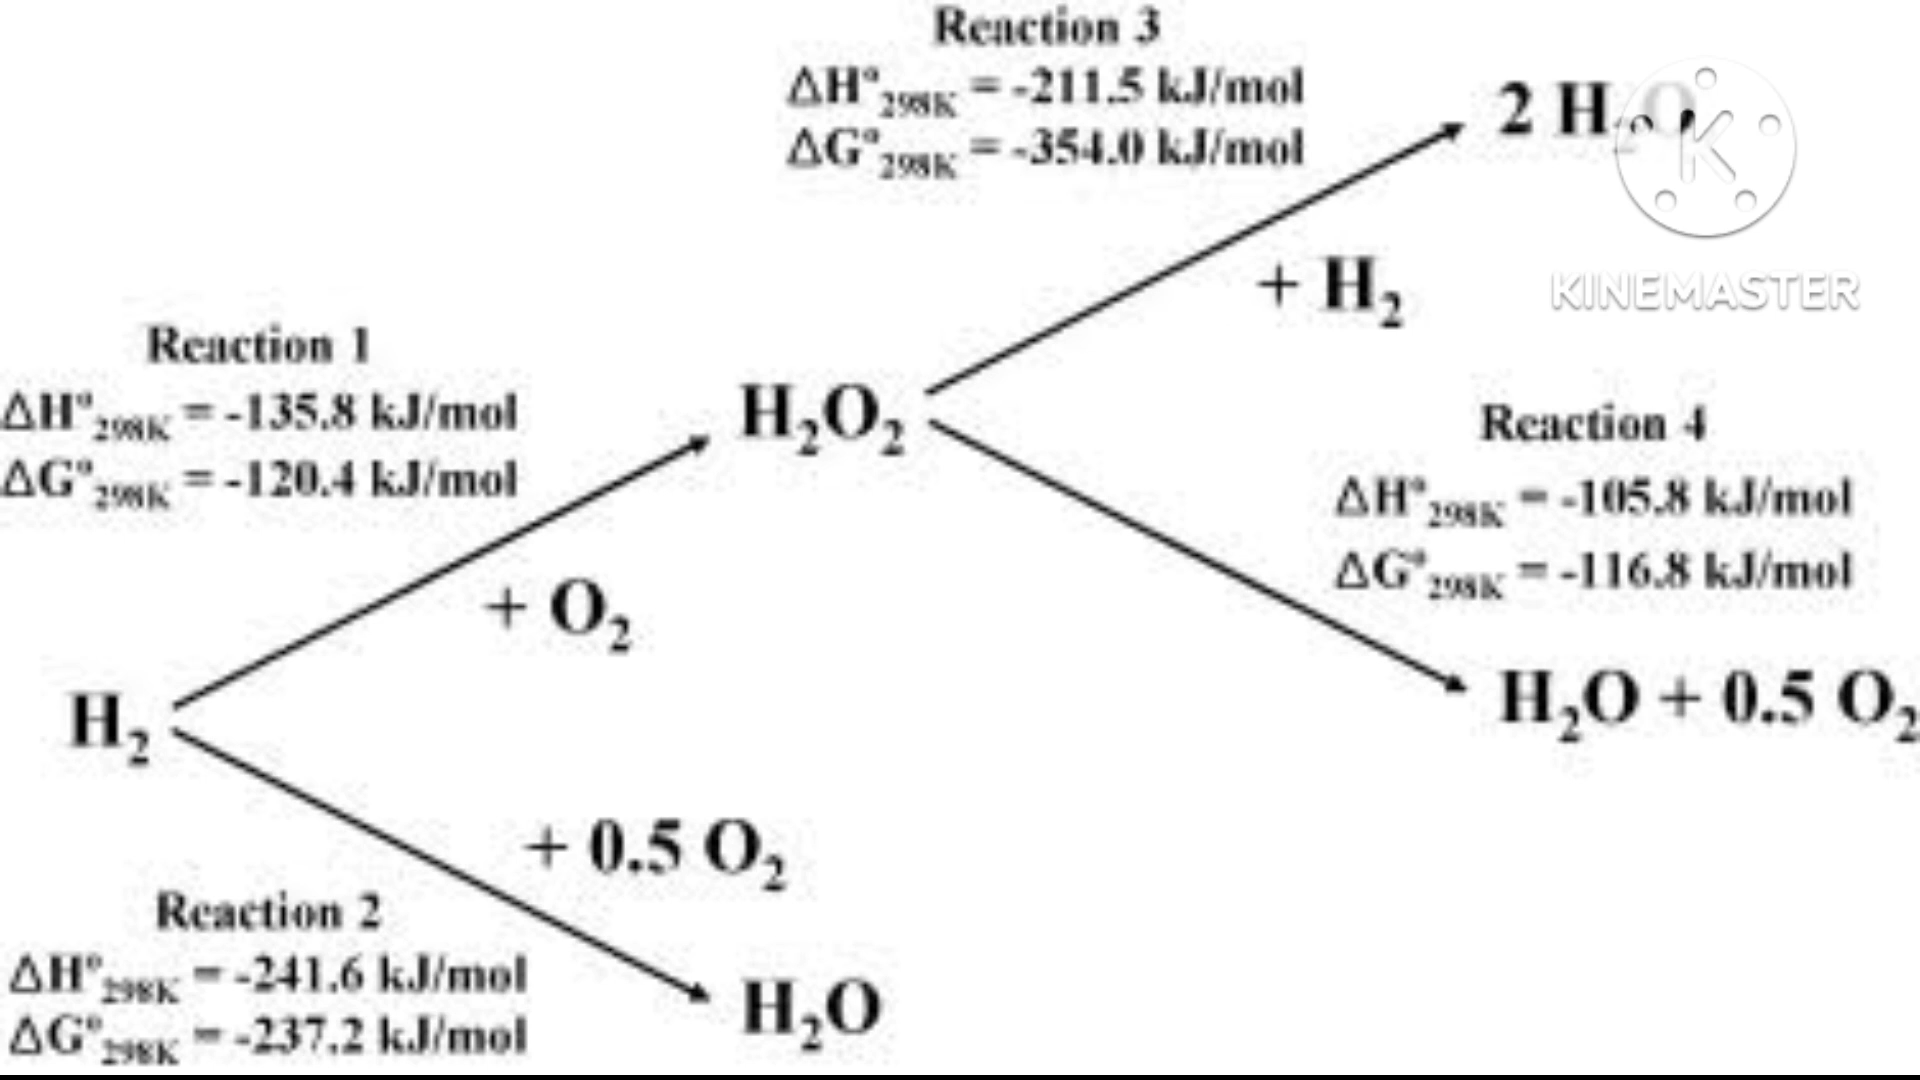 Reaction 3
ΔH°298K = -211.5 kJ/mol
ΔG°298K = -354.0 kJ/mol
2 H2O
KINEMASTER
+ H2
Reaction 1
ΔH°298K = -135.8 kJ/mol
ΔG°298K = -120.4 kJ/mol
H2O2
Reaction 4
ΔH°298K = -105.8 kJ/mol
ΔG°298K = -116.8 kJ/mol
+ O2
H2
H2O + 0.5 O2
+ 0.5 O2
Reaction 2
ΔH°298K = -241.6 kJ/mol
ΔG°298K = -237.2 kJ/mol
H2O